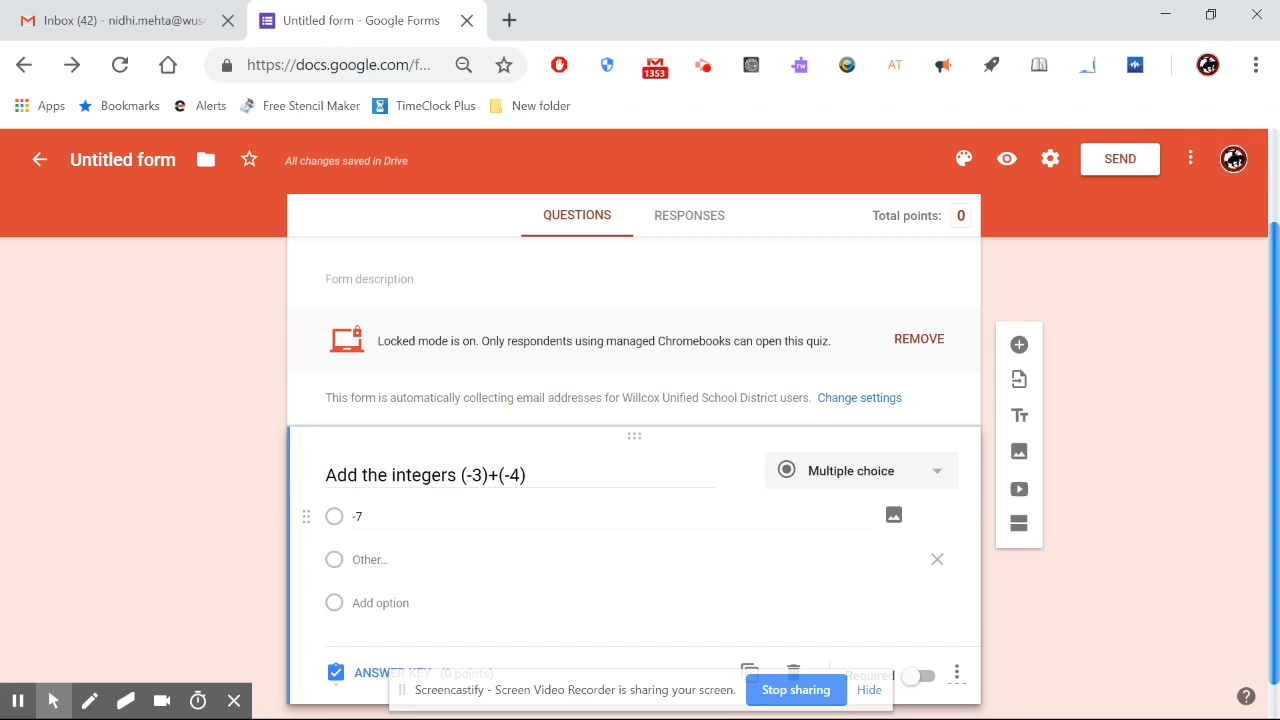 Inbox (42) - nidhi.mehta@wus
Untitled form - Google Forms
https://docs.google.com/f...
1353
AT
rw
Apps
Bookmarks
Alerts
Free Stencil Maker
TimeClock Plus
New folder
Untitled form
All changes saved in Drive
SEND
QUESTIONS
RESPONSES
Total points:
0
Form description
Locked mode is on. Only respondents using managed Chromebooks can open this quiz.
REMOVE
This form is automatically collecting email addresses for Willcox Unified School District users. Change settings
Add the integers (-3)+(-4)
Multiple choice
-7
Other...
Add option
ANSWER KEY (0 points)
Required
Screencastify - Screen Video Recorder is sharing your screen.
Stop sharing
Hide